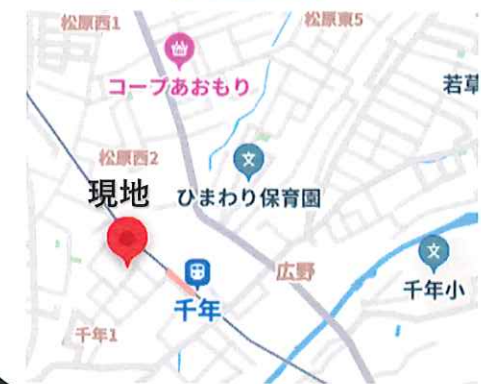 松原西1
松原東5
コープあおもり
若草
松原西2
文
現地
ひまわり保育園
文
広野
千年小
千年
千年1